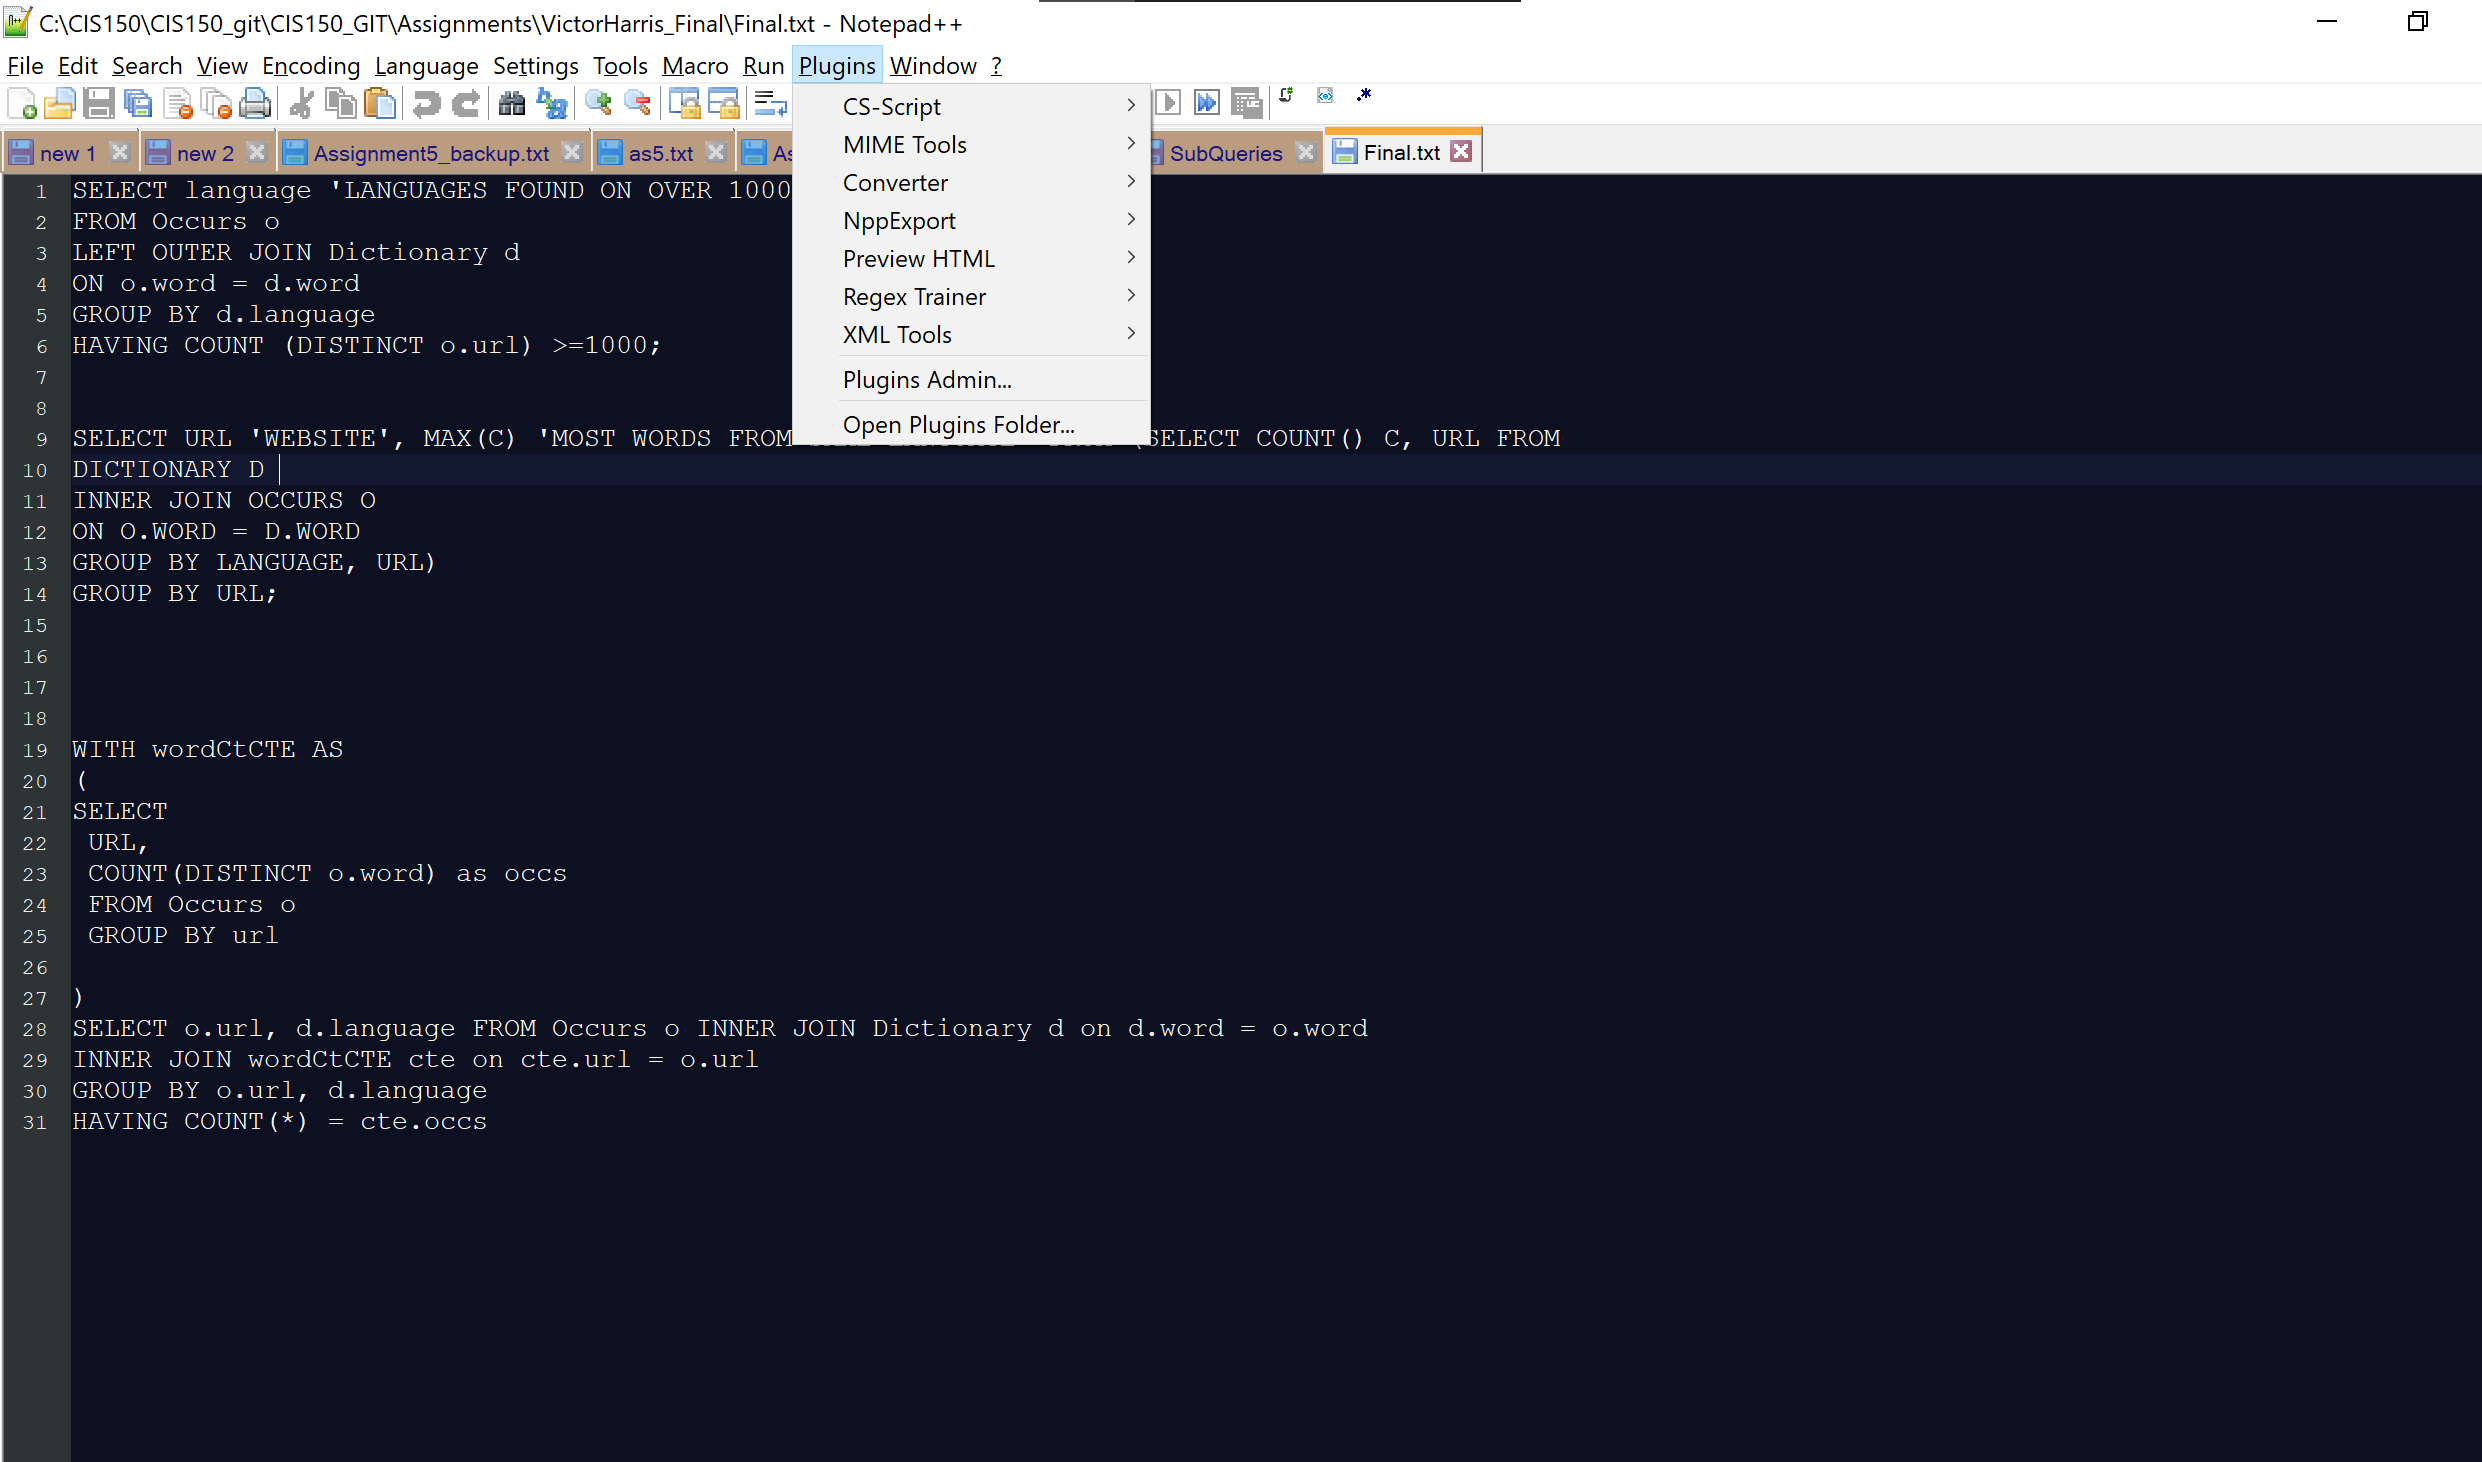 C:\CIS150\CIS150_git\CIS150_GIT\Assignments\VictorHarris_Final\Final.txt - Notepad++
File Edit Search View Encoding Language Settings Tools Macro Run Plugins Window ?
new 1 new 2 Assignment5_backup.txt as5.txt SubQueries Final.txt
CS-Script
MIME Tools
Converter
NppExport
Preview HTML
Regex Trainer
XML Tools
Plugins Admin...
Open Plugins Folder...
1 SELECT language 'LANGUAGES FOUND ON OVER 1000
2 FROM Occurs o
3 LEFT OUTER JOIN Dictionary d
4 ON o.word = d.word
5 GROUP BY d.language
6 HAVING COUNT (DISTINCT o.url) >=1000;
7
8
9 SELECT URL 'WEBSITE', MAX(C) 'MOST WORDS FROM (SELECT COUNT() C, URL FROM
10 DICTIONARY D
11 INNER JOIN OCCURS O
12 ON O.WORD = D.WORD
13 GROUP BY LANGUAGE, URL)
14 GROUP BY URL;
15
16
17
18
19 WITH wordCtCTE AS
20 (
21 SELECT
22 URL,
23 COUNT(DISTINCT o.word) as occs
24 FROM Occurs o
25 GROUP BY url
26
27 )
28 SELECT o.url, d.language FROM Occurs o INNER JOIN Dictionary d on d.word = o.word
29 INNER JOIN wordCtCTE cte on cte.url = o.url
30 GROUP BY o.url, d.language
31 HAVING COUNT(*) = cte.occs